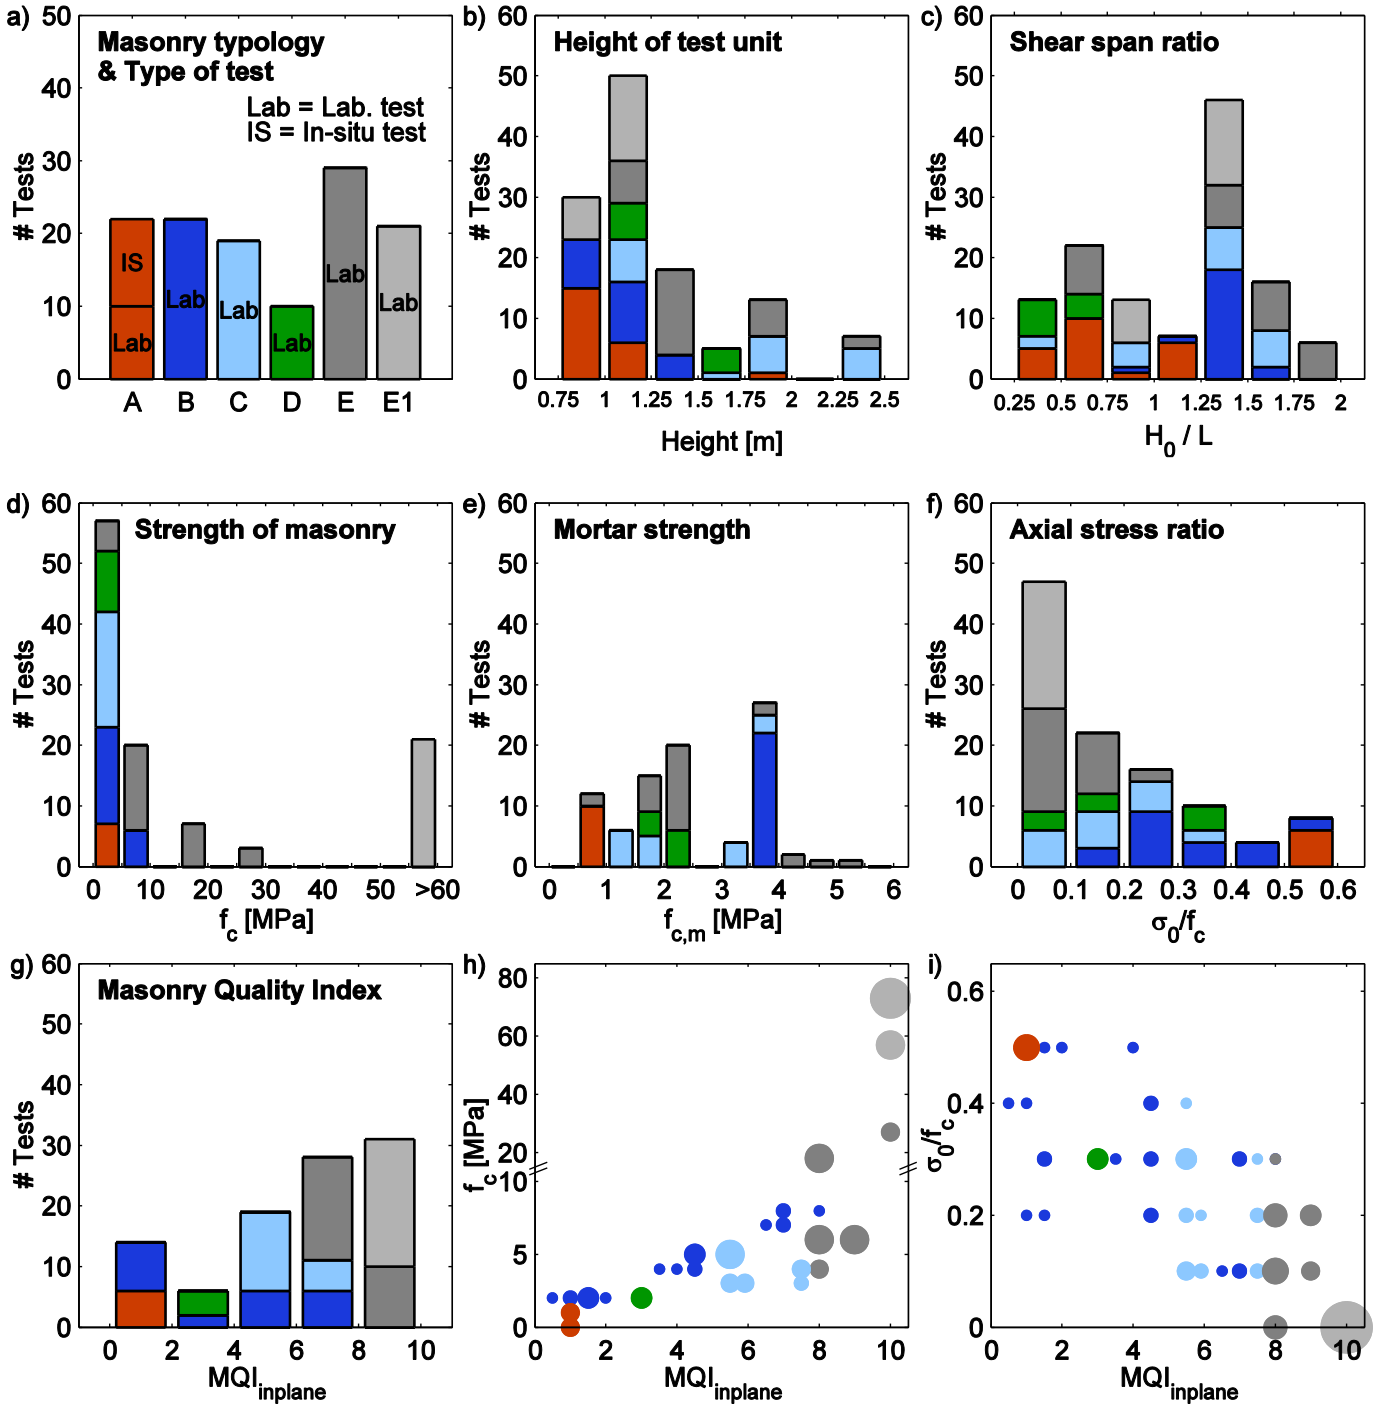 a)
50
40
30
20
10
0
# Tests
Masonry typology
& Type of test
Lab = Lab. test
IS = In-situ test
IS
Lab
Lab
Lab
Lab
Lab
Lab
A B C D E E1
b)
60
50
40
30
20
10
0
# Tests
Height of test unit
0.75 1 1.25 1.5 1.75 2 2.25 2.5
Height [m]
c)
60
50
40
30
20
10
0
# Tests
Shear span ratio
0.25 0.5 0.75 1 1.25 1.5 1.75 2
H0 / L
d)
60
50
40
30
20
10
0
# Tests
Strength of masonry
0 10 20 30 40 50 >60
fc [MPa]
e)
60
50
40
30
20
10
0
# Tests
Mortar strength
0 1 2 3 4 5 6
fc,m [MPa]
f)
60
50
40
30
20
10
0
# Tests
Axial stress ratio
0 0.1 0.2 0.3 0.4 0.5 0.6
σ0/fc
g)
60
50
40
30
20
10
0
# Tests
Masonry Quality Index
0 2 4 6 8 10
MQIinplane
h)
80
60
40
20
10
5
0
fc [MPa]
0 2 4 6 8 10
MQIinplane
i)
0.6
0.4
0.2
0
σ0/fc
0 2 4 6 8 10
MQIinplane